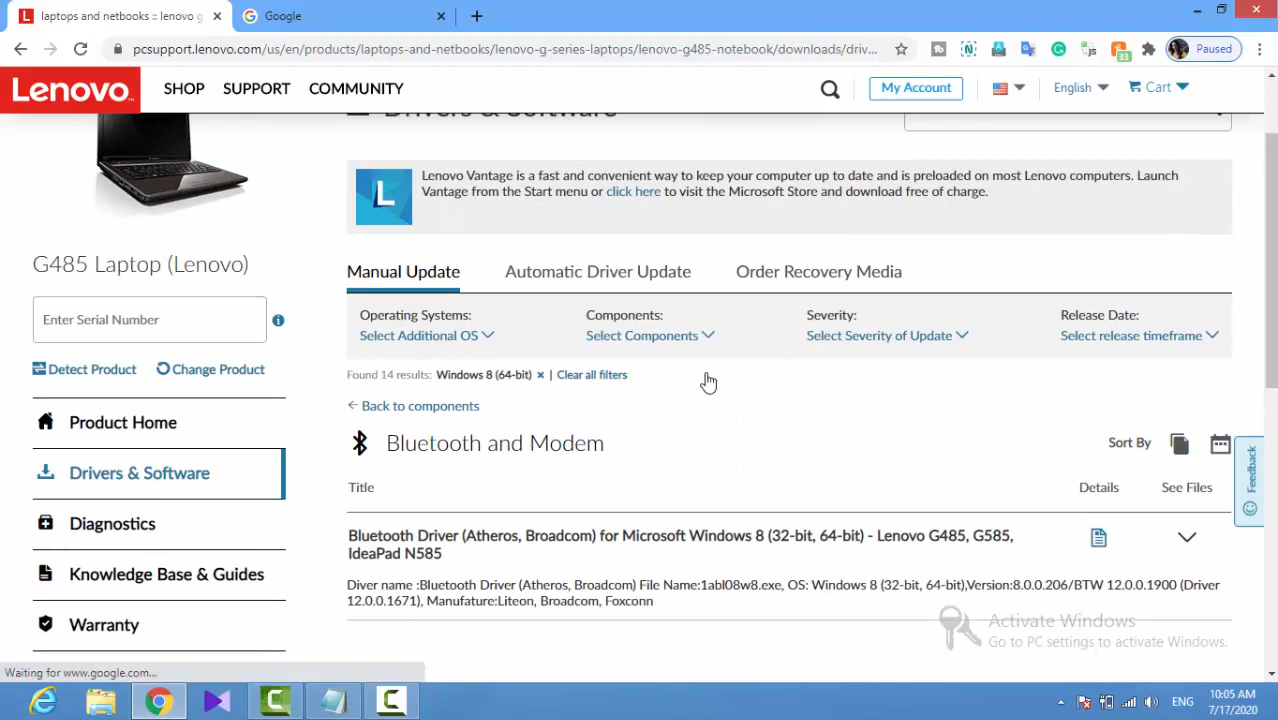 laptops and netbooks :: lenovo g
Google
pcsupport.lenovo.com/us/en/products/laptops-and-netbooks/lenovo-g-series-laptops/lenovo-g485-notebook/downloads/driv...
33
Paused
Lenovo.
SHOP
SUPPORT
COMMUNITY
My Account
English
Cart
Drivers & Software
L
Lenovo Vantage is a fast and convenient way to keep your computer up to date and is preloaded on most Lenovo computers. Launch
Vantage from the Start menu or click here to visit the Microsoft Store and download free of charge.
G485 Laptop (Lenovo)
Enter Serial Number
Detect Product
Change Product
Product Home
Drivers & Software
Diagnostics
Knowledge Base & Guides
Warranty
Manual Update
Automatic Driver Update
Order Recovery Media
Operating Systems:
Components:
Severity:
Release Date:
Select Additional OS
Select Components
Select Severity of Update
Select release timeframe
Found 14 results: Windows 8 (64-bit) × | Clear all filters
Back to components
Bluetooth and Modem
Sort By
Title
Details
See Files
Bluetooth Driver (Atheros, Broadcom) for Microsoft Windows 8 (32-bit, 64-bit) - Lenovo G485, G585,
IdeaPad N585
Diver name :Bluetooth Driver (Atheros, Broadcom) File Name:1abl08w8.exe, OS: Windows 8 (32-bit, 64-bit),Version:8.0.0.206/BTW 12.0.0.1900 (Driver
12.0.0.1671), Manufature:Liteon, Broadcom, Foxconn
Feedback
Activate Windows
Go to PC settings to activate Windows.
Waiting for www.google.com...
ENG
10:05 AM
7/17/2020